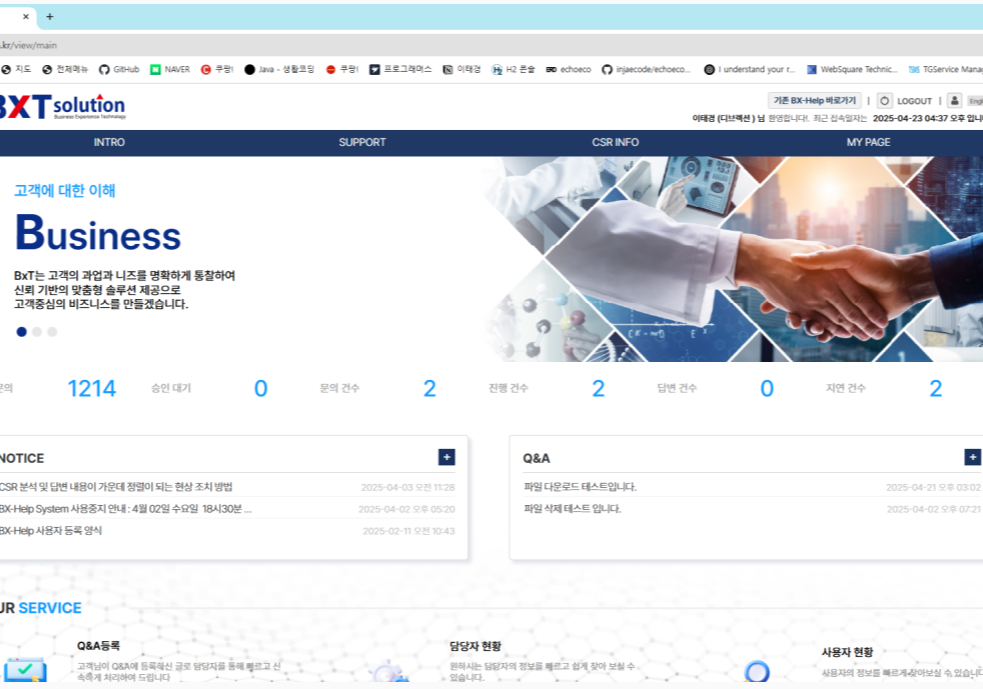 .kr/view/main
지도 전체메뉴 GitHub NAVER 쿠팡! Java - 생활코딩 쿠팡! 프로그래머스 이태경 H2 콘솔 echoeco injaecode/echoeco... I understand your r... WebSquare Technic... TGService Manag
BXT solution
Business Experience Technology
기존 BX-Help 바로가기 | LOGOUT | Engl
이태경 (디브랙션 ) 님 환영합니다!. 최근 접속일자는 2025-04-23 04:37 오후 입니
INTRO SUPPORT CSR INFO MY PAGE
고객에 대한 이해
Business
BxT는 고객의 과업과 니즈를 명확하게 통찰하여
신뢰 기반의 맞춤형 솔루션 제공으로
고객중심의 비즈니스를 만들겠습니다.
문의 1214 승인 대기 0 문의 건수 2 진행 건수 2 답변 건수 0 지연 건수 2
NOTICE +
CSR 분석 및 답변 내용이 가운데 정렬이 되는 현상 조치 방법 2025-04-03 오전 11:28
BX-Help System 사용중지 안내 : 4월 02일 수요일 18시30분 ... 2025-04-02 오후 05:20
BX-Help 사용자 등록 양식 2025-02-11 오전 10:43
Q&A +
파일 다운로드 테스트입니다. 2025-04-21 오후 03:02
파일 삭제 테스트 입니다. 2025-04-02 오후 07:21
UR SERVICE
Q&A등록
고객님이 Q&A에 등록하신 글로 담당자를 통해 빠르고 신
속하게 처리하여 드립니다
담당자 현황
원하시는 담당자의 정보를 빠르고 쉽게 찾아 보실 수
있습니다.
사용자 현황
사용자의 정보를 빠르게 찾아보실 수 있습니다